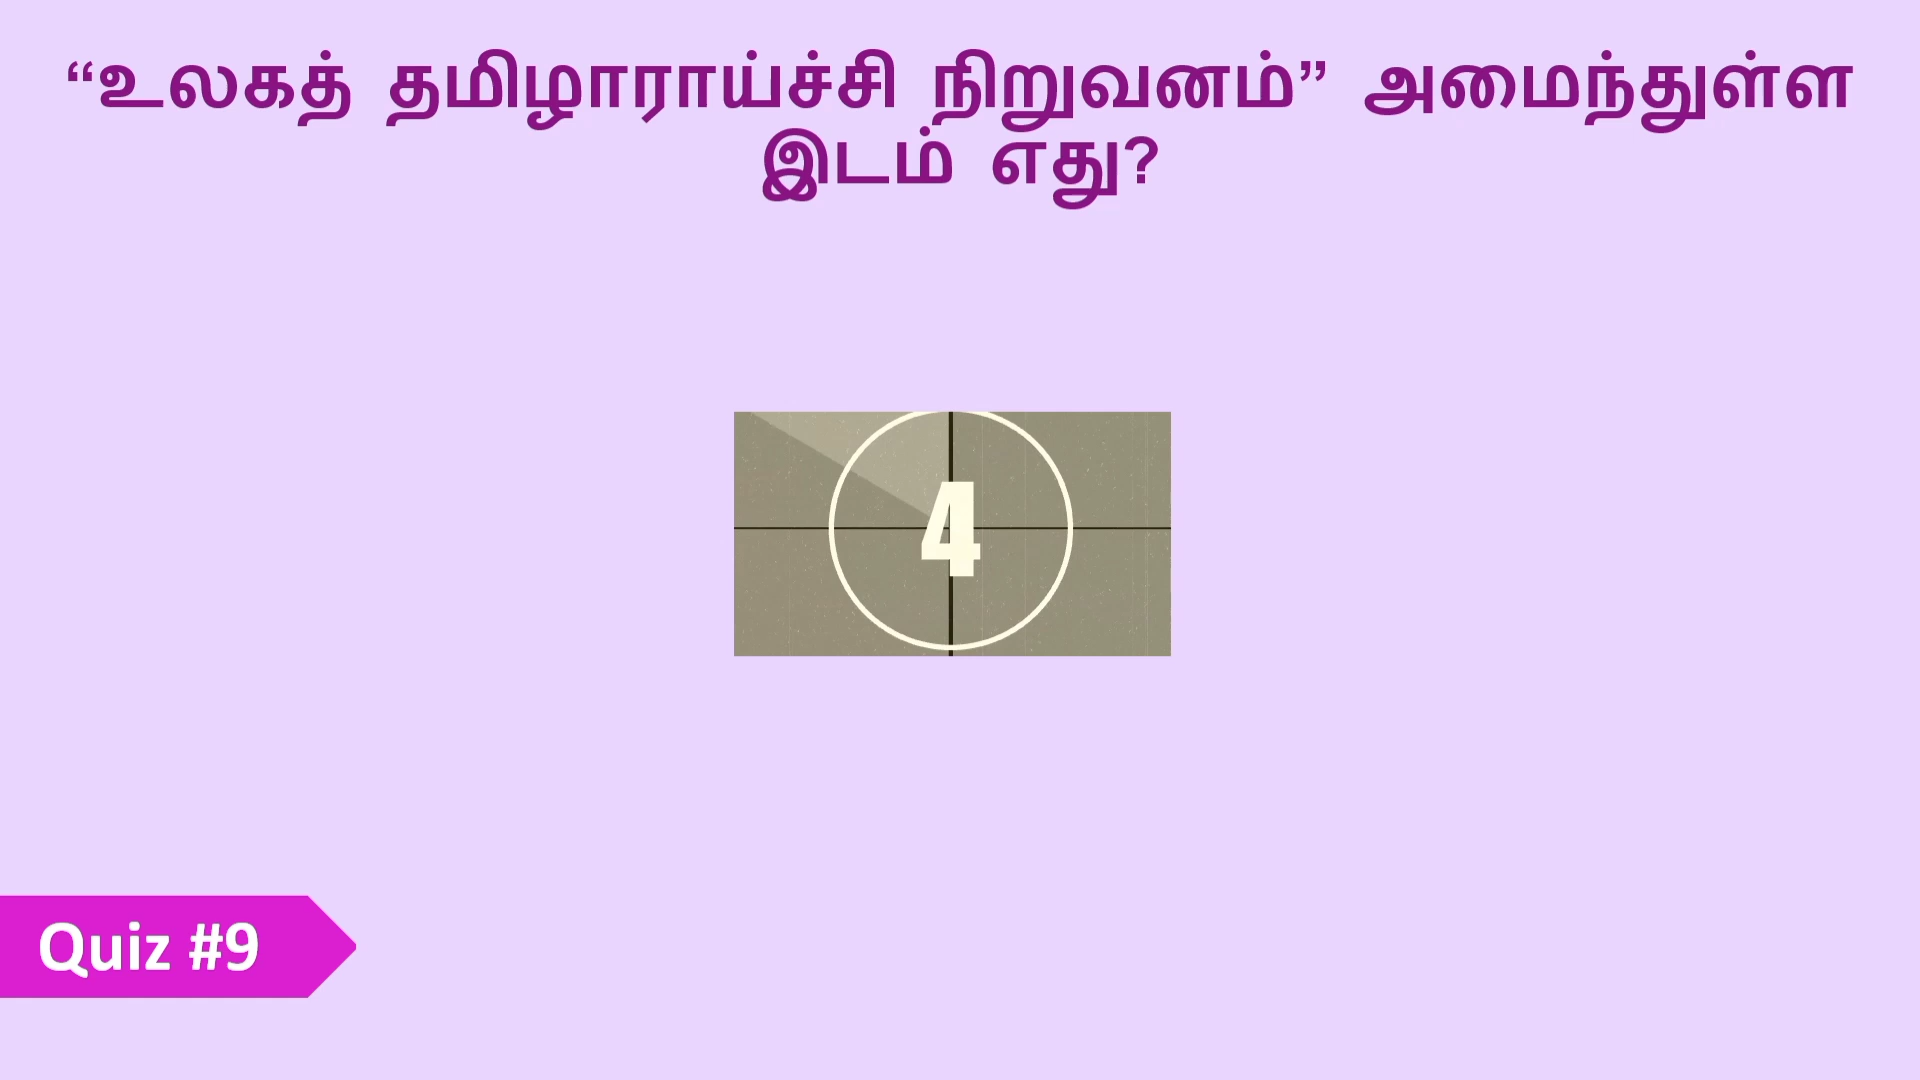 “உலகத் தமிழாராய்ச்சி நிறுவனம்” அமைந்துள்ள
இடம் எது?
4
Quiz #9